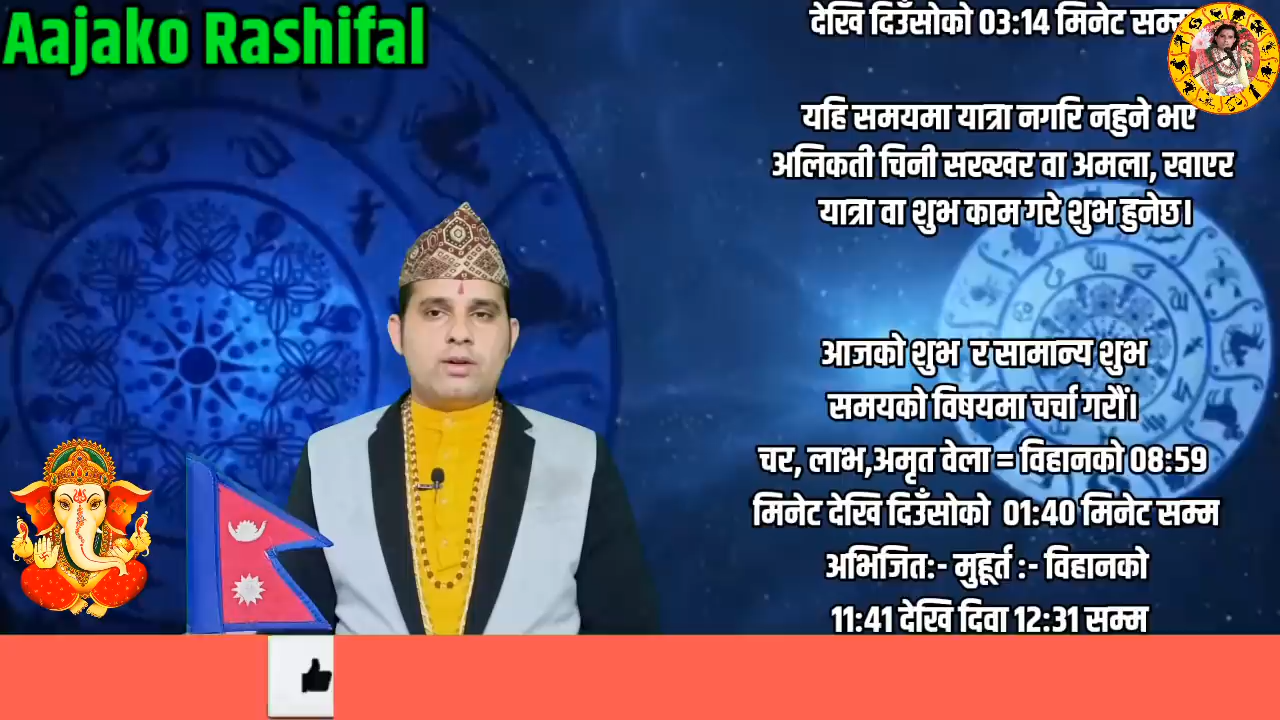 Aajako Rashifal
देखि दिउँसोको 03:14 मिनेट सम्म
यहि समयमा यात्रा नगरि नहुने भए
अलिकती चिनी सख्खर वा अमला, खाएर
यात्रा वा शुभ काम गरे शुभ हुनेछ।
आजको शुभ र सामान्य शुभ
समयको विषयमा चर्चा गरौं।
चर, लाभ,अमृत वेला = विहानको 08:59
मिनेट देखि दिउँसोको 01:40 मिनेट सम्म
अभिजितः- मुहूर्त :- विहानको
11:41 देखि दिवा 12:31 सम्म